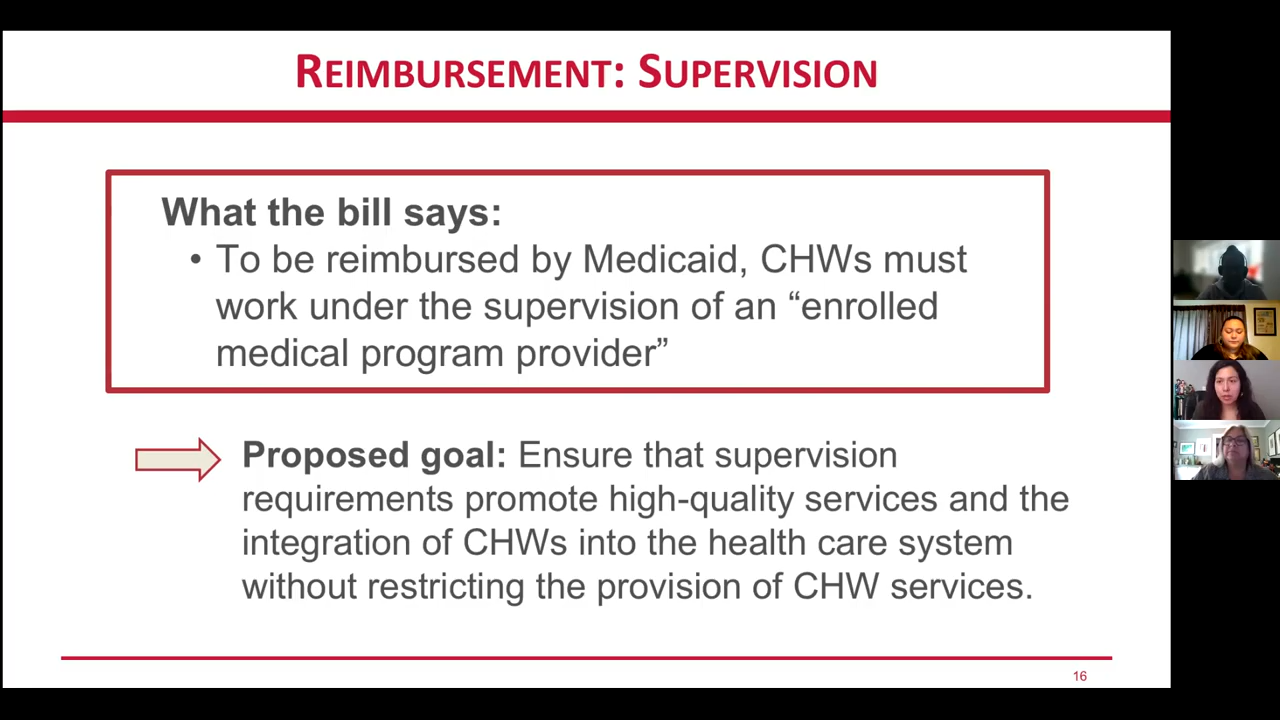 REIMBURSEMENT: SUPERVISION
What the bill says:
• To be reimbursed by Medicaid, CHWs must
work under the supervision of an “enrolled
medical program provider”
Proposed goal: Ensure that supervision
requirements promote high-quality services and the
integration of CHWs into the health care system
without restricting the provision of CHW services.
16